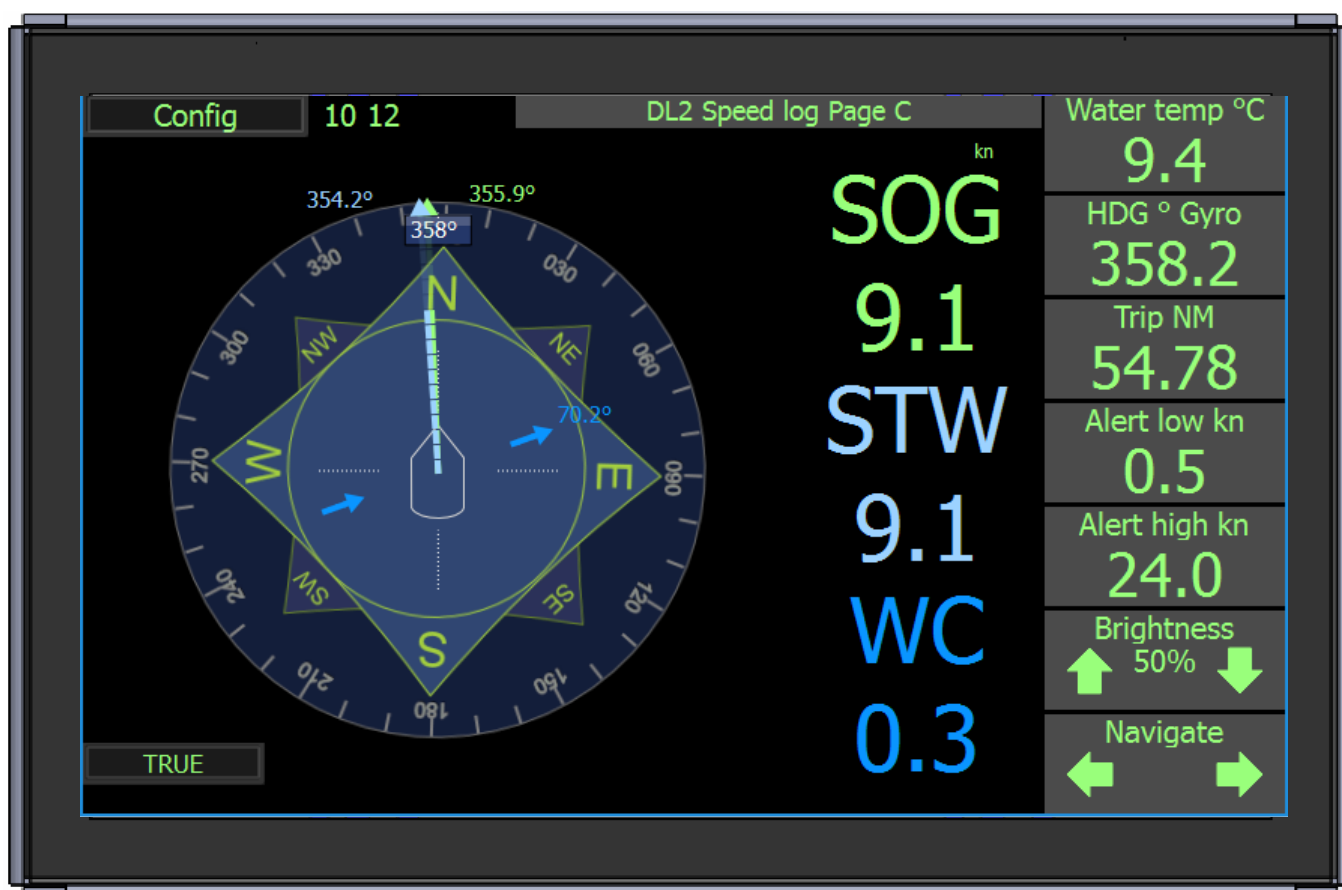 Config
10 12
DL2 Speed log Page C
354.2°
355.9°
358°
N
NE
E
SE
S
SW
W
NW
030
060
090
120
150
180
210
240
270
300
330
70.2°
TRUE
kn
SOG
9.1
STW
9.1
WC
0.3
Water temp °C
9.4
HDG ° Gyro
358.2
Trip NM
54.78
Alert low kn
0.5
Alert high kn
24.0
Brightness
50%
Navigate